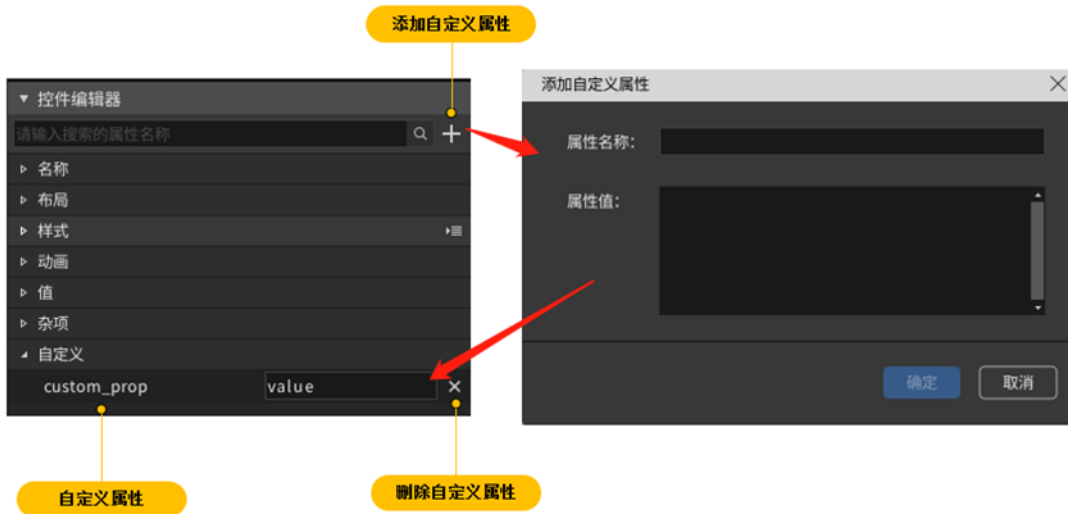 添加自定义属性
控件编辑器
请输入搜索的属性名称
名称
布局
样式
动画
值
杂项
自定义
custom_prop
value
自定义属性
删除自定义属性
添加自定义属性
属性名称:
属性值:
确定
取消